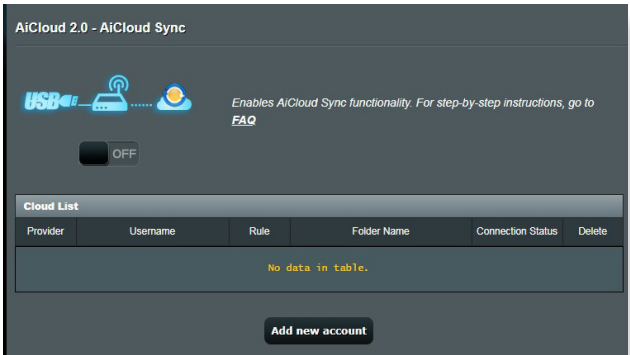 AiCloud 2.0 - AiCloud Sync
USB
Enables AiCloud Sync functionality. For step-by-step instructions, go to
FAQ
OFF
Cloud List
Provider Username Rule Folder Name Connection Status Delete
No data in table.
Add new account